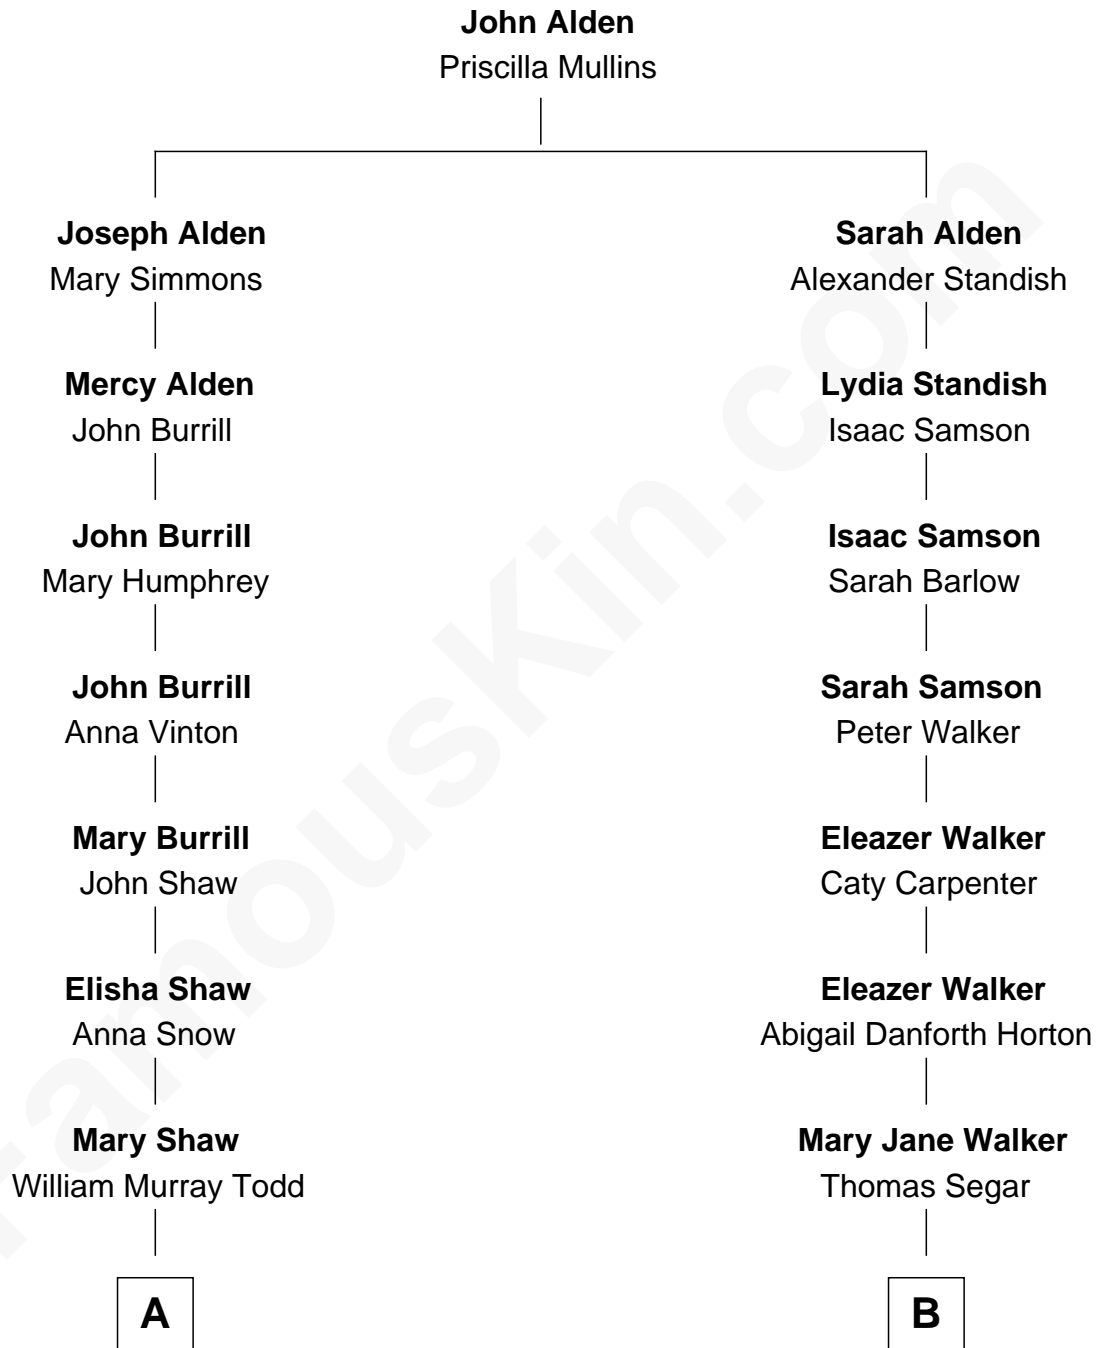 John Alden
Priscilla Mullins
Joseph Alden
Mary Simmons
Sarah Alden
Alexander Standish
Mercy Alden
John Burrill
Lydia Standish
Isaac Samson
John Burrill
Mary Humphrey
Isaac Samson
Sarah Barlow
John Burrill
Anna Vinton
Sarah Samson
Peter Walker
Mary Burrill
John Shaw
Eleazer Walker
Caty Carpenter
Elisha Shaw
Anna Snow
Eleazer Walker
Abigail Danforth Horton
Mary Shaw
William Murray Todd
Mary Jane Walker
Thomas Segar
A
B
FamousKin.com